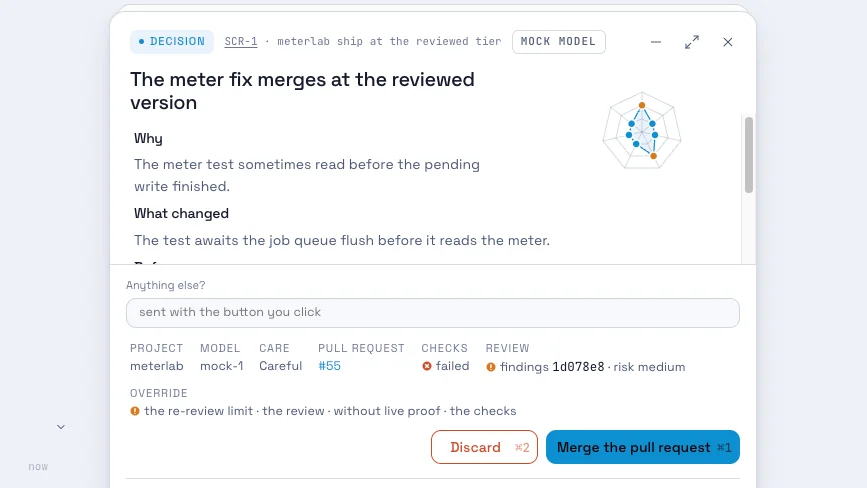 DECISION SCR-1 · meterlab ship at the reviewed tier MOCK MODEL
The meter fix merges at the reviewed
version
Why
The meter test sometimes read before the pending
write finished.
What changed
The test awaits the job queue flush before it reads the meter.
Anything else?
sent with the button you click
PROJECT MODEL CARE PULL REQUEST CHECKS REVIEW
meterlab mock-1 Careful #55 failed findings 1d078e8 · risk medium
OVERRIDE
the re-review limit · the review · without live proof · the checks
Discard ⌘2 Merge the pull request ⌘1
now